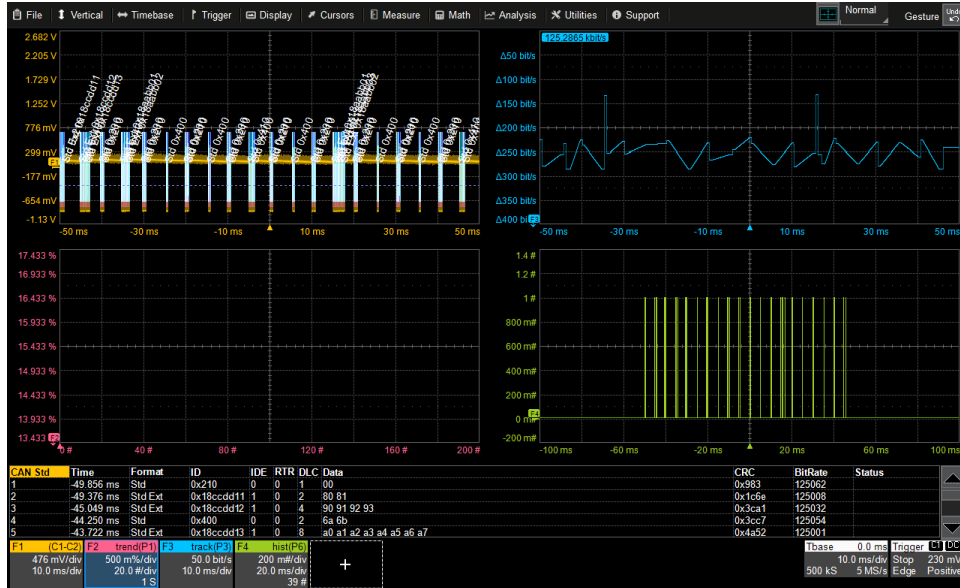 File Vertical Timebase Trigger Display Cursors Measure Math Analysis Utilities Support Normal Gesture Undo
2.682 V
2.205 V
1.729 V
1.252 V
776 mV
299 mV
-177 mV
-654 mV
-1.13 V
F1
-50 ms -30 ms -10 ms 10 ms 30 ms 50 ms
125.2865 kbit/s
Δ50 bit/s
Δ100 bit/s
Δ150 bit/s
Δ200 bit/s
Δ250 bit/s
Δ300 bit/s
Δ350 bit/s
Δ400 bit/s
F3
-50 ms -30 ms -10 ms 10 ms 30 ms 50 ms
17.433 %
16.933 %
16.433 %
15.933 %
15.433 %
14.933 %
14.433 %
13.933 %
13.433 %
F2
0 # 40 # 80 # 120 # 160 # 200 #
1.4 #
1.2 #
1 #
800 m#
600 m#
400 m#
200 m#
0 m#
-200 m#
F4
-100 ms -60 ms -20 ms 20 ms 60 ms 100 ms
CAN Std Time Format ID IDE RTR DLC Data CRC BitRate Status
1 -49.856 ms Std 0x210 0 0 1 00 0x983 125062
2 -49.376 ms Std Ext 0x18ccdd11 1 0 2 80 81 0x1c6e 125008
3 -45.049 ms Std Ext 0x18ccdd12 1 0 4 90 91 92 93 0x3ca1 125032
4 -44.250 ms Std 0x400 0 0 2 6a 6b 0x3cc7 125054
5 -43.722 ms Std Ext 0x18ccdd13 1 0 8 a0 a1 a2 a3 a4 a5 a6 a7 0x4a52 125001
F1 (C1-C2) F2 trend(P1) F3 track(P3) F4 hist(P6) Tbase 0.0 ms Trigger C1 DC
476 mV/div 500 m%/div 50.0 bit/s 200 m#/div 10.0 ms/div Stop 230 mV
10.0 ms/div 20.0 #/div 10.0 ms/div 20.0 ms/div 500 kS 5 MS/s Edge Positive
1 S 39 #
+